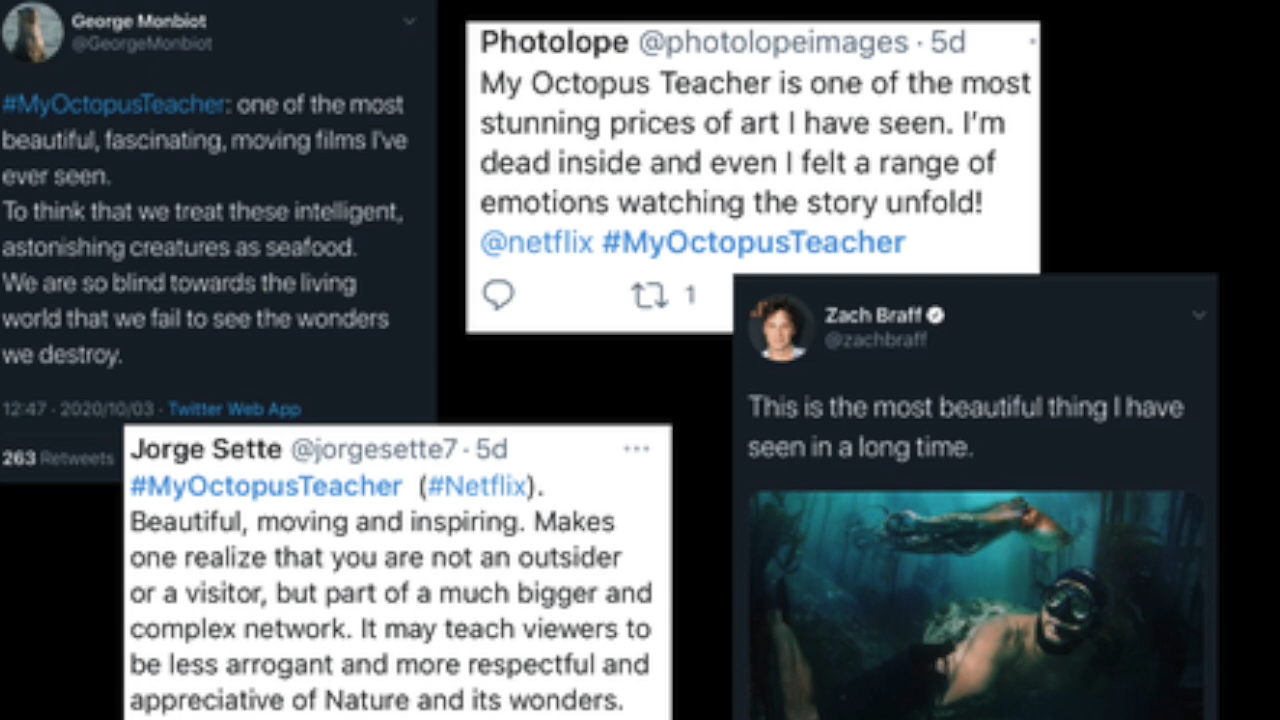 George Monbiot
@GeorgeMonbiot
#MyOctopusTeacher: one of the most
beautiful, fascinating, moving films I've
ever seen.
To think that we treat these intelligent,
astonishing creatures as seafood.
We are so blind towards the living
world that we fail to see the wonders
we destroy.
12:47 · 2020/10/03 · Twitter Web App
263 Retweets
Photolope @photolopeimages · 5d
My Octopus Teacher is one of the most
stunning prices of art I have seen. I'm
dead inside and even I felt a range of
emotions watching the story unfold!
@netflix #MyOctopusTeacher
1
Jorge Sette @jorgesette7 · 5d
#MyOctopusTeacher (#Netflix).
Beautiful, moving and inspiring. Makes
one realize that you are not an outsider
or a visitor, but part of a much bigger and
complex network. It may teach viewers to
be less arrogant and more respectful and
appreciative of Nature and its wonders.
Zach Braff
@zachbraff
This is the most beautiful thing I have
seen in a long time.